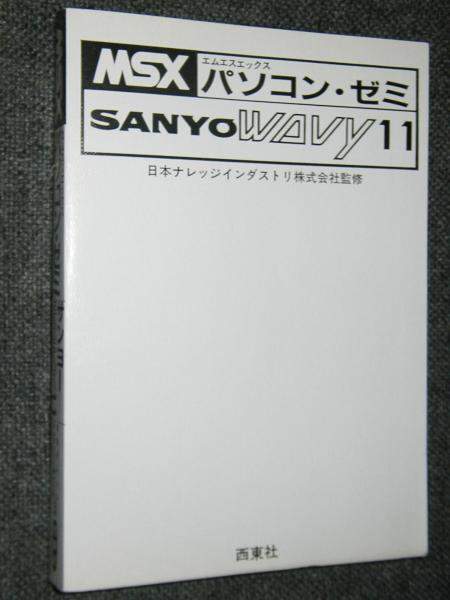 エムエスエックス
MSX パソコン・ゼミ
SANYO WAVY 11
日本ナレッジインダストリ株式会社監修
西東社